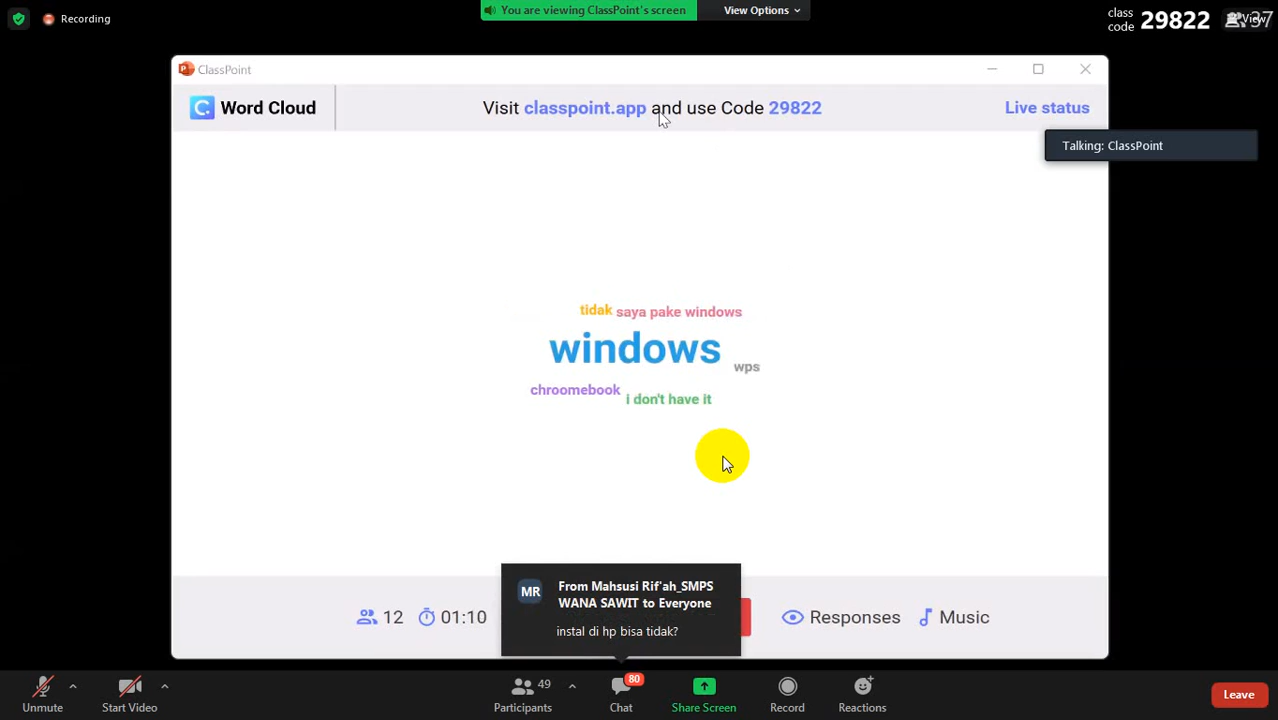 Recording
You are viewing ClassPoint's screen
View Options
class
code 29822
View
37
ClassPoint
Word Cloud
Visit classpoint.app and use Code 29822
Live status
Talking: ClassPoint
tidak
saya pake windows
windows
wps
chroomebook
i don't have it
12
01:10
MR
From Mahsusi Rif'ah_SMPS
WANA SAWIT to Everyone
instal di hp bisa tidak?
Responses
Music
Unmute
Start Video
49
Participants
80
Chat
Share Screen
Record
Reactions
Leave